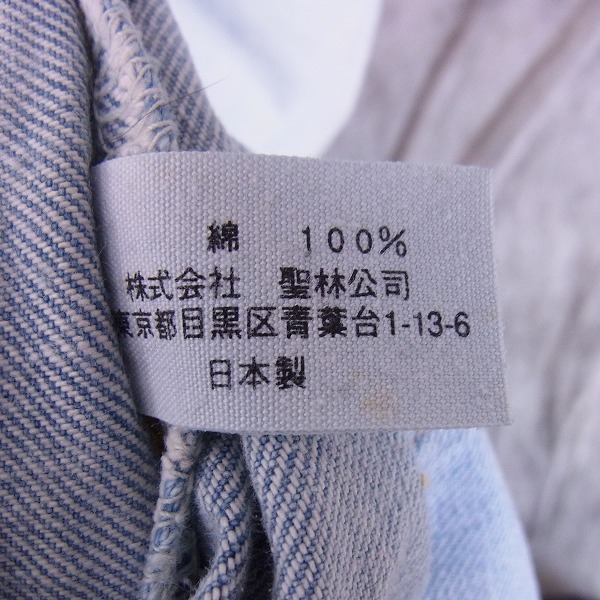 綿 100%
株式会社 聖林公司
東京都目黒区青葉台1-13-6
日本製